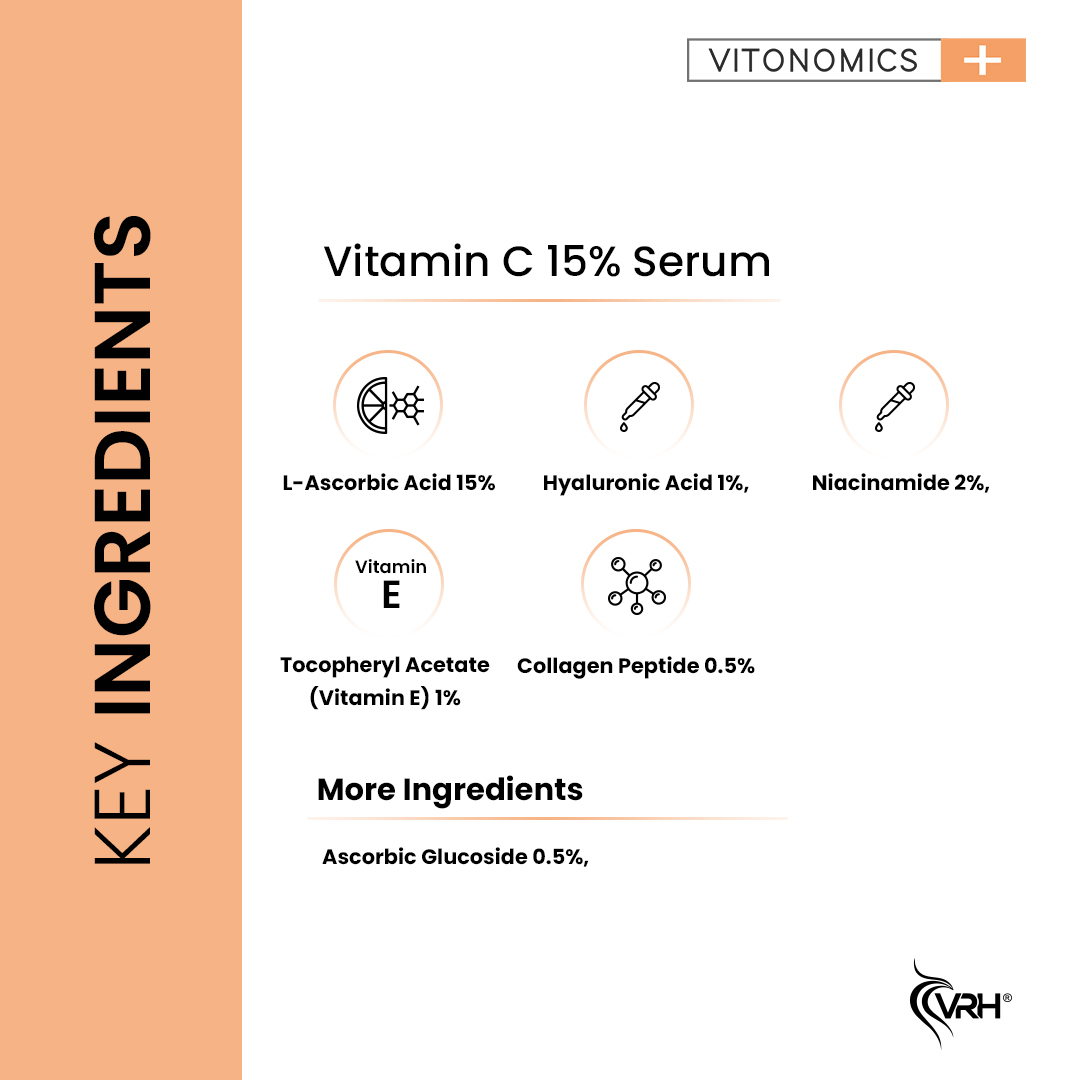 VITONOMICS +
KEY INGREDIENTS
Vitamin C 15% Serum
L-Ascorbic Acid 15%
Hyaluronic Acid 1%,
Niacinamide 2%,
Vitamin
E
Tocopheryl Acetate
(Vitamin E) 1%
Collagen Peptide 0.5%
More Ingredients
Ascorbic Glucoside 0.5%,
VRH®